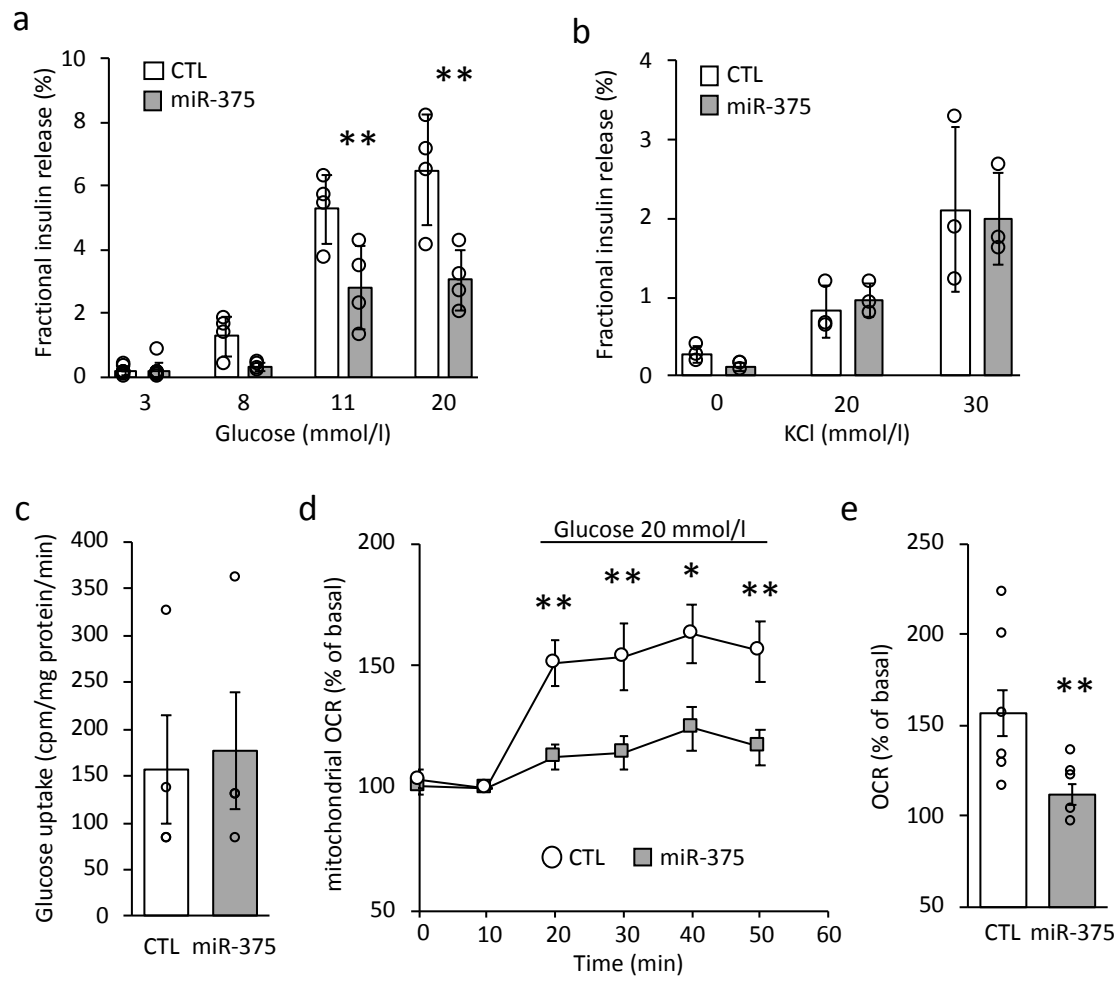 a
Fractional insulin release (%)
10
8
6
4
2
0
CTL
miR-375
**
**
3 8 11 20
Glucose (mmol/l)
b
Fractional insulin release (%)
4
3
2
1
0
CTL
miR-375
0 20 30
KCl (mmol/l)
c
Glucose uptake (cpm/mg protein/min)
400
350
300
250
200
150
100
50
0
CTL miR-375
d
mitochondrial OCR (% of basal)
200
150
100
50
Glucose 20 mmol/l
** ** * **
CTL miR-375
0 10 20 30 40 50 60
Time (min)
e
OCR (% of basal)
250
200
150
100
50
**
CTL miR-375